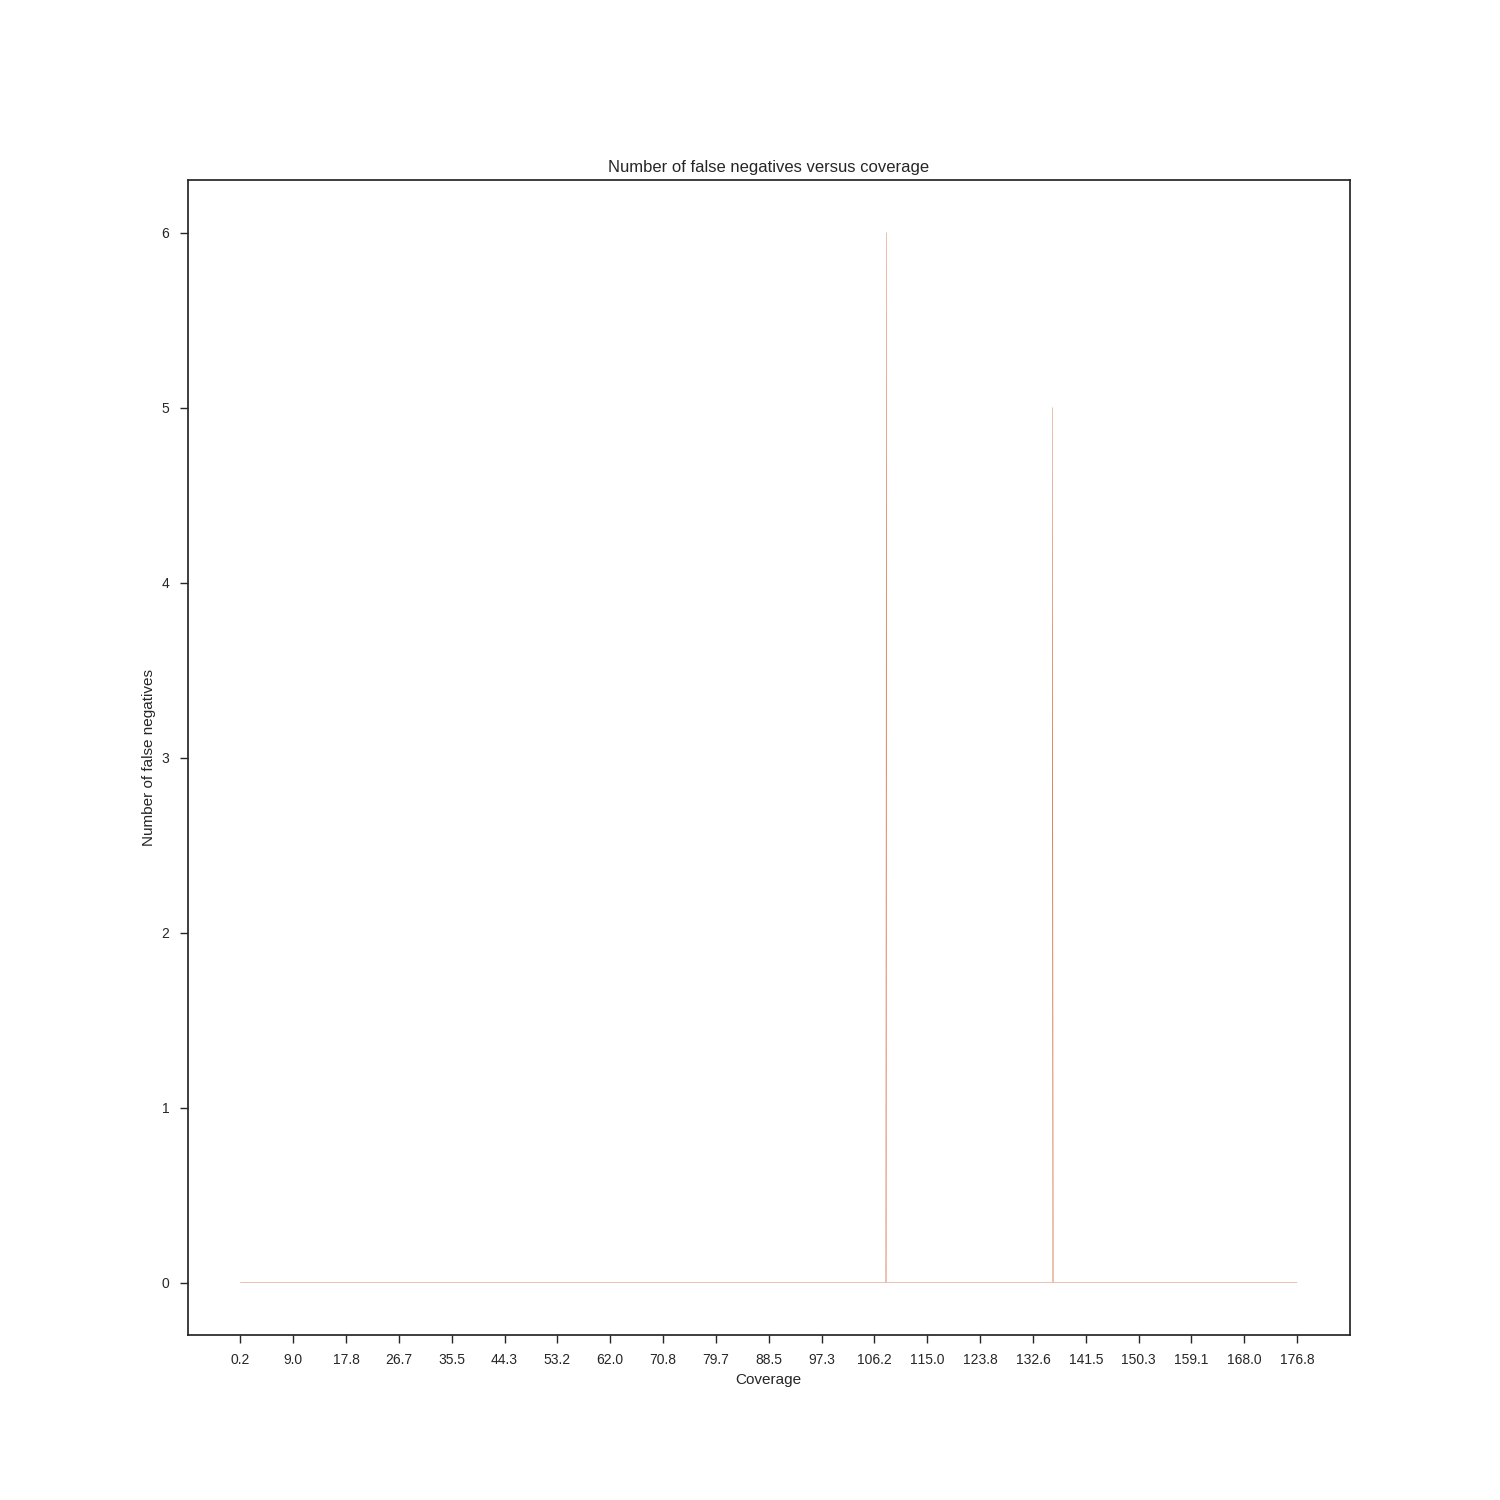 Number of false negatives versus coverage
6
5
4
3
2
1
0
Number of false negatives
0.2 9.0 17.8 26.7 35.5 44.3 53.2 62.0 70.8 79.7 88.5 97.3 106.2 115.0 123.8 132.6 141.5 150.3 159.1 168.0 176.8
Coverage